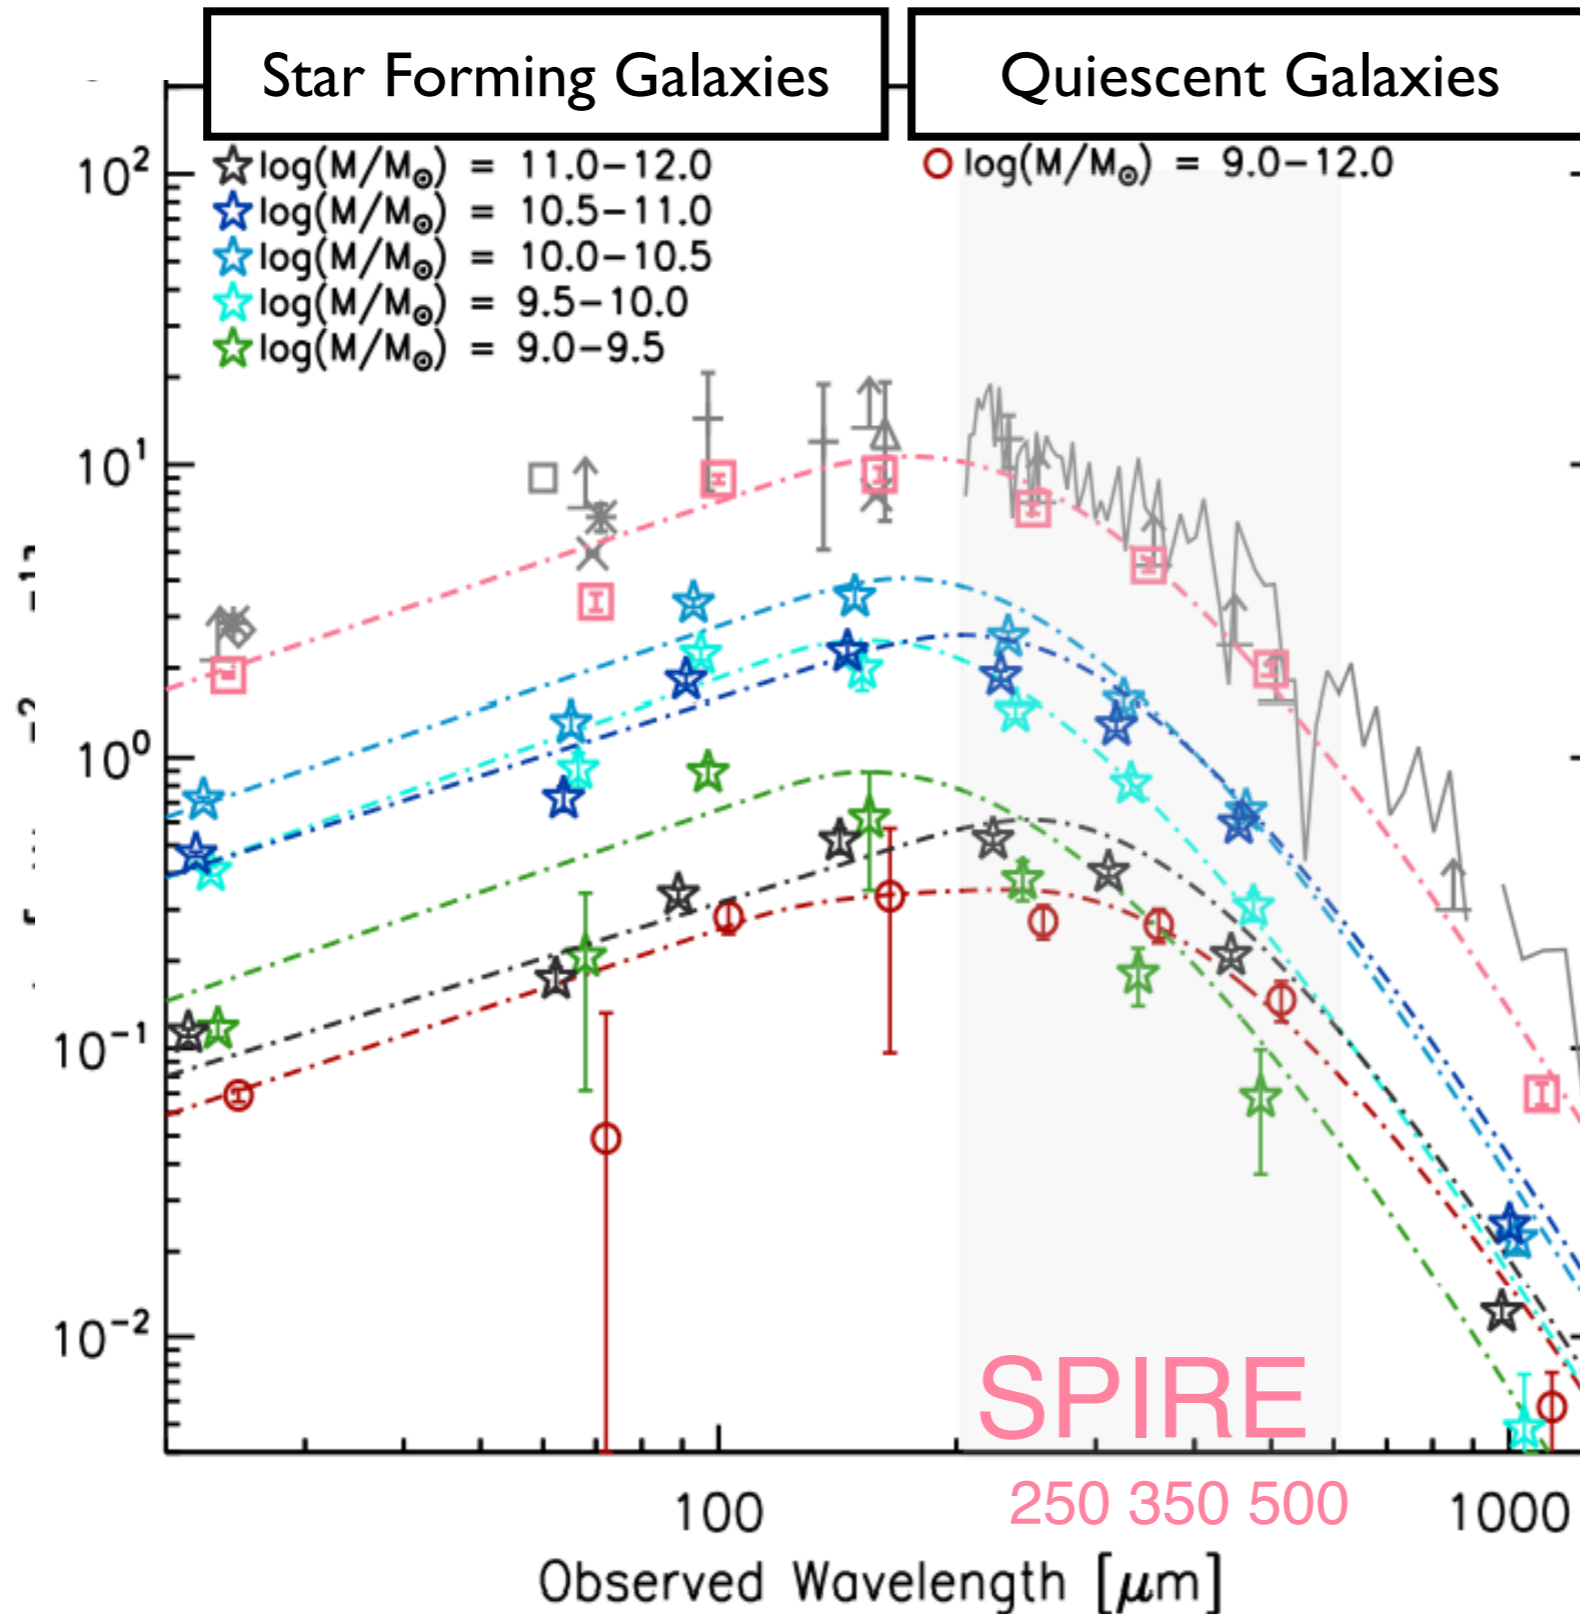 Star Forming Galaxies
Quiescent Galaxies
log(M/M⊙) = 11.0−12.0
log(M/M⊙) = 10.5−11.0
log(M/M⊙) = 10.0−10.5
log(M/M⊙) = 9.5−10.0
log(M/M⊙) = 9.0−9.5
log(M/M⊙) = 9.0−12.0
10²
10¹
10⁰
10⁻¹
10⁻²
SPIRE
250 350 500
100
1000
Observed Wavelength [μm]